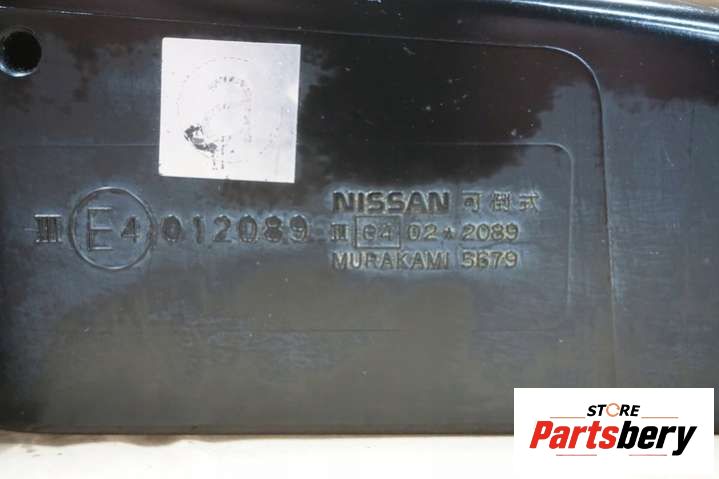 NISSAN 可倒式
III E4 012089 III e4 02*2089
MURAKAMI 5679
STORE
Partsbery